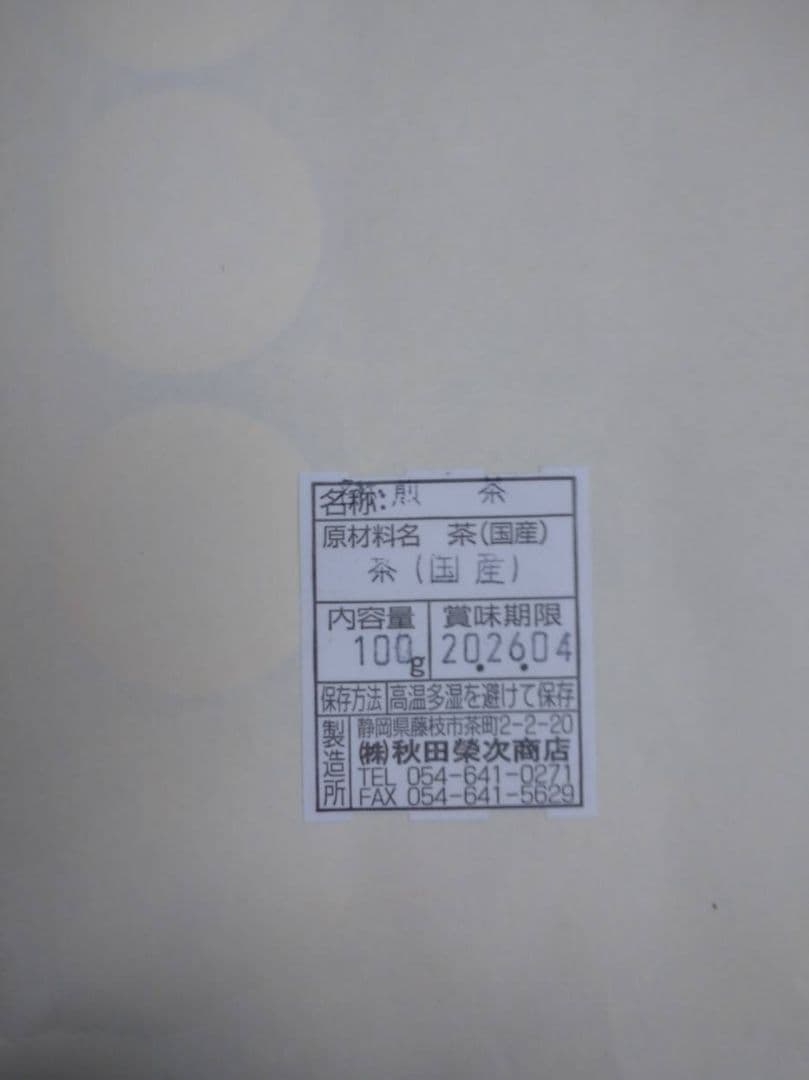 名称:煎 茶
原材料名 茶(国産)
茶(国産)
内容量 賞味期限
100g 2026.04
保存方法 高温多湿を避けて保存
製造所
静岡県藤枝市茶町2-2-20
㈱秋田榮次商店
TEL 054-641-0271
FAX 054-641-5629